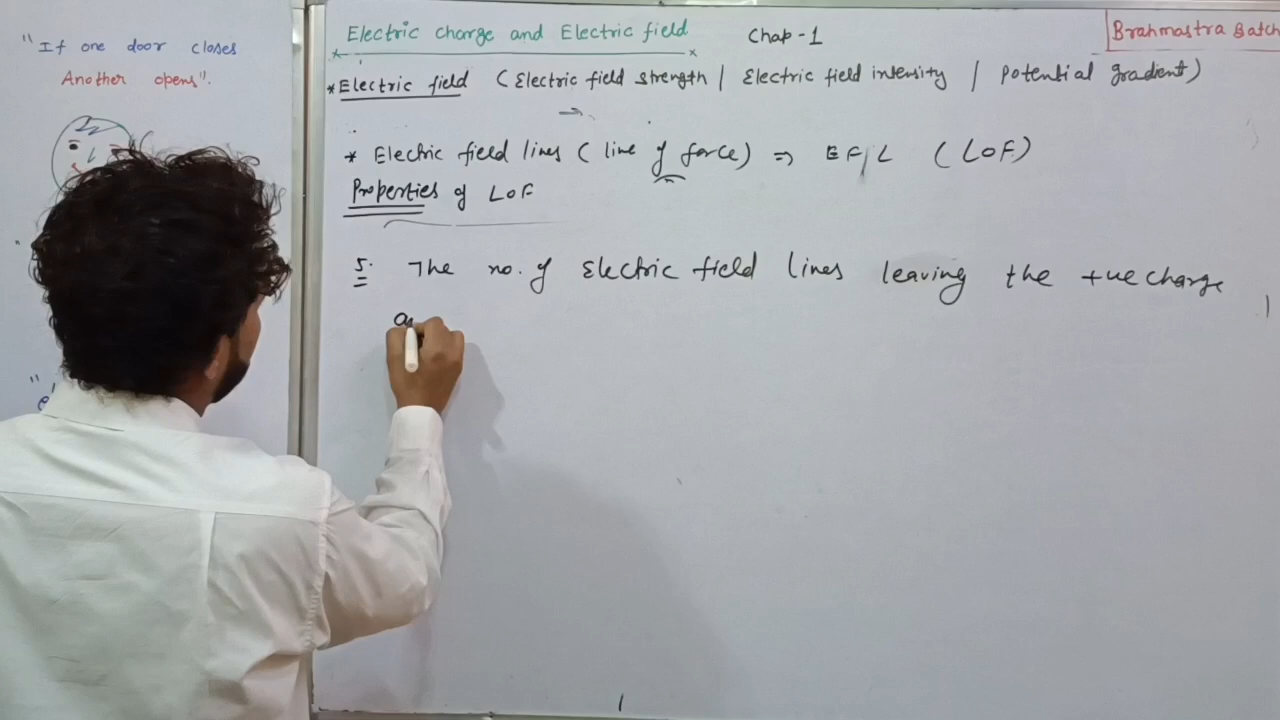 "If one door closes
Another opens".
Electric charge and Electric field Chap-1
Brahmastra Batch
* Electric field (Electric field strength | Electric field intensity / potential gradient)
* Electric field lines (line of force) ⇒ EFL (LOF)
Properties of LOF
5. The no. of Electric field lines leaving the +ve charge